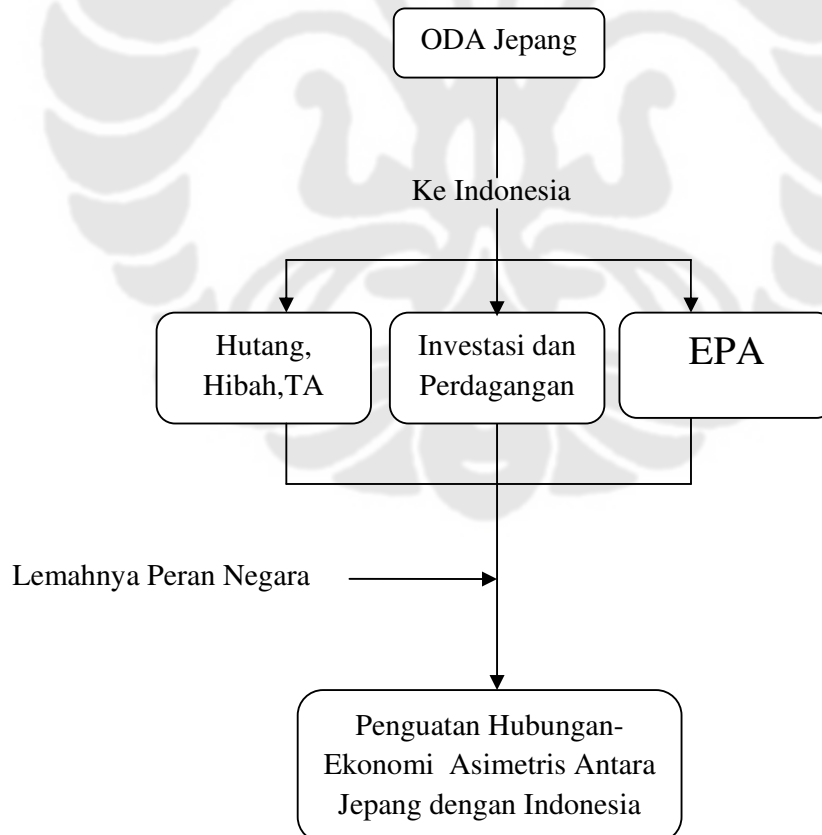 ODA Jepang
Ke Indonesia
Hutang,
Hibah,TA
Investasi dan
Perdagangan
EPA
Lemahnya Peran Negara
Penguatan Hubungan-
Ekonomi  Asimetris Antara
Jepang dengan Indonesia